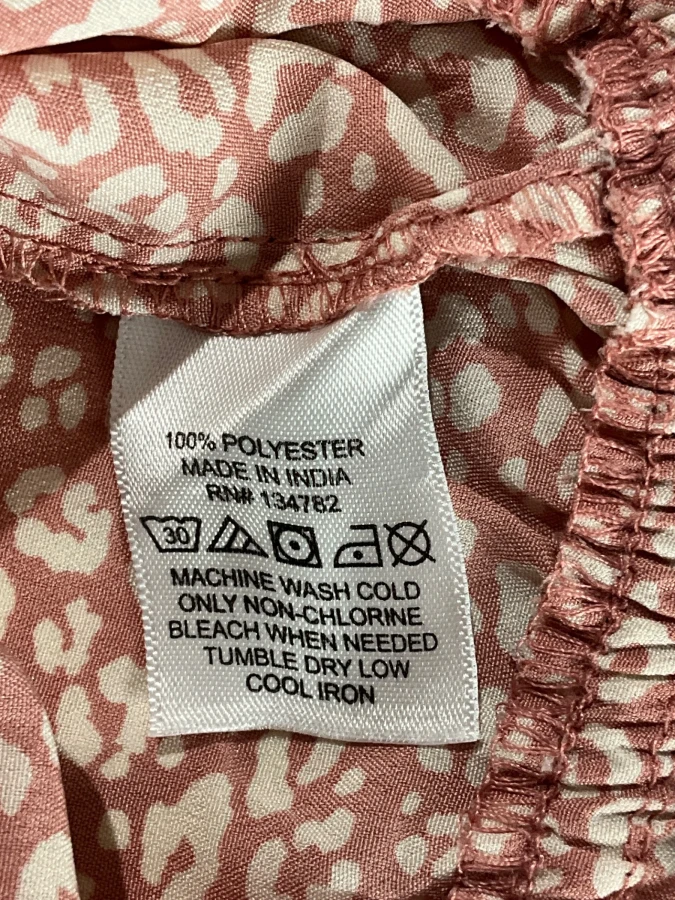 100% POLYESTER
MADE IN INDIA
RN# 134782
30
MACHINE WASH COLD
ONLY NON-CHLORINE
BLEACH WHEN NEEDED
TUMBLE DRY LOW
COOL IRON